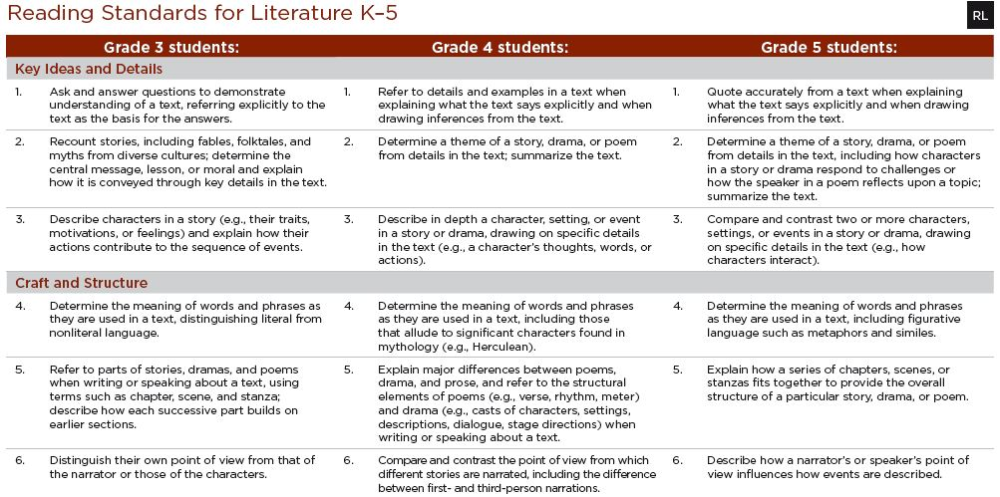 Reading Standards for Literature K–5
RL
Grade 3 students:
Grade 4 students:
Grade 5 students:
Key Ideas and Details
1. Ask and answer questions to demonstrate
understanding of a text, referring explicitly to the
text as the basis for the answers.
1. Refer to details and examples in a text when
explaining what the text says explicitly and when
drawing inferences from the text.
1. Quote accurately from a text when explaining
what the text says explicitly and when drawing
inferences from the text.
2. Recount stories, including fables, folktales, and
myths from diverse cultures; determine the
central message, lesson, or moral and explain
how it is conveyed through key details in the text.
2. Determine a theme of a story, drama, or poem
from details in the text; summarize the text.
2. Determine a theme of a story, drama, or poem
from details in the text, including how characters
in a story or drama respond to challenges or
how the speaker in a poem reflects upon a topic;
summarize the text.
3. Describe characters in a story (e.g., their traits,
motivations, or feelings) and explain how their
actions contribute to the sequence of events.
3. Describe in depth a character, setting, or event
in a story or drama, drawing on specific details
in the text (e.g., a character's thoughts, words, or
actions).
3. Compare and contrast two or more characters,
settings, or events in a story or drama, drawing
on specific details in the text (e.g., how
characters interact).
Craft and Structure
4. Determine the meaning of words and phrases as
they are used in a text, distinguishing literal from
nonliteral language.
4. Determine the meaning of words and phrases
as they are used in a text, including those
that allude to significant characters found in
mythology (e.g., Herculean).
4. Determine the meaning of words and phrases
as they are used in a text, including figurative
language such as metaphors and similes.
5. Refer to parts of stories, dramas, and poems
when writing or speaking about a text, using
terms such as chapter, scene, and stanza;
describe how each successive part builds on
earlier sections.
5. Explain major differences between poems,
drama, and prose, and refer to the structural
elements of poems (e.g., verse, rhythm, meter)
and drama (e.g., casts of characters, settings,
descriptions, dialogue, stage directions) when
writing or speaking about a text.
5. Explain how a series of chapters, scenes, or
stanzas fits together to provide the overall
structure of a particular story, drama, or poem.
6. Distinguish their own point of view from that of
the narrator or those of the characters.
6. Compare and contrast the point of view from which
different stories are narrated, including the difference
between first- and third-person narrations.
6. Describe how a narrator's or speaker's point of
view influences how events are described.